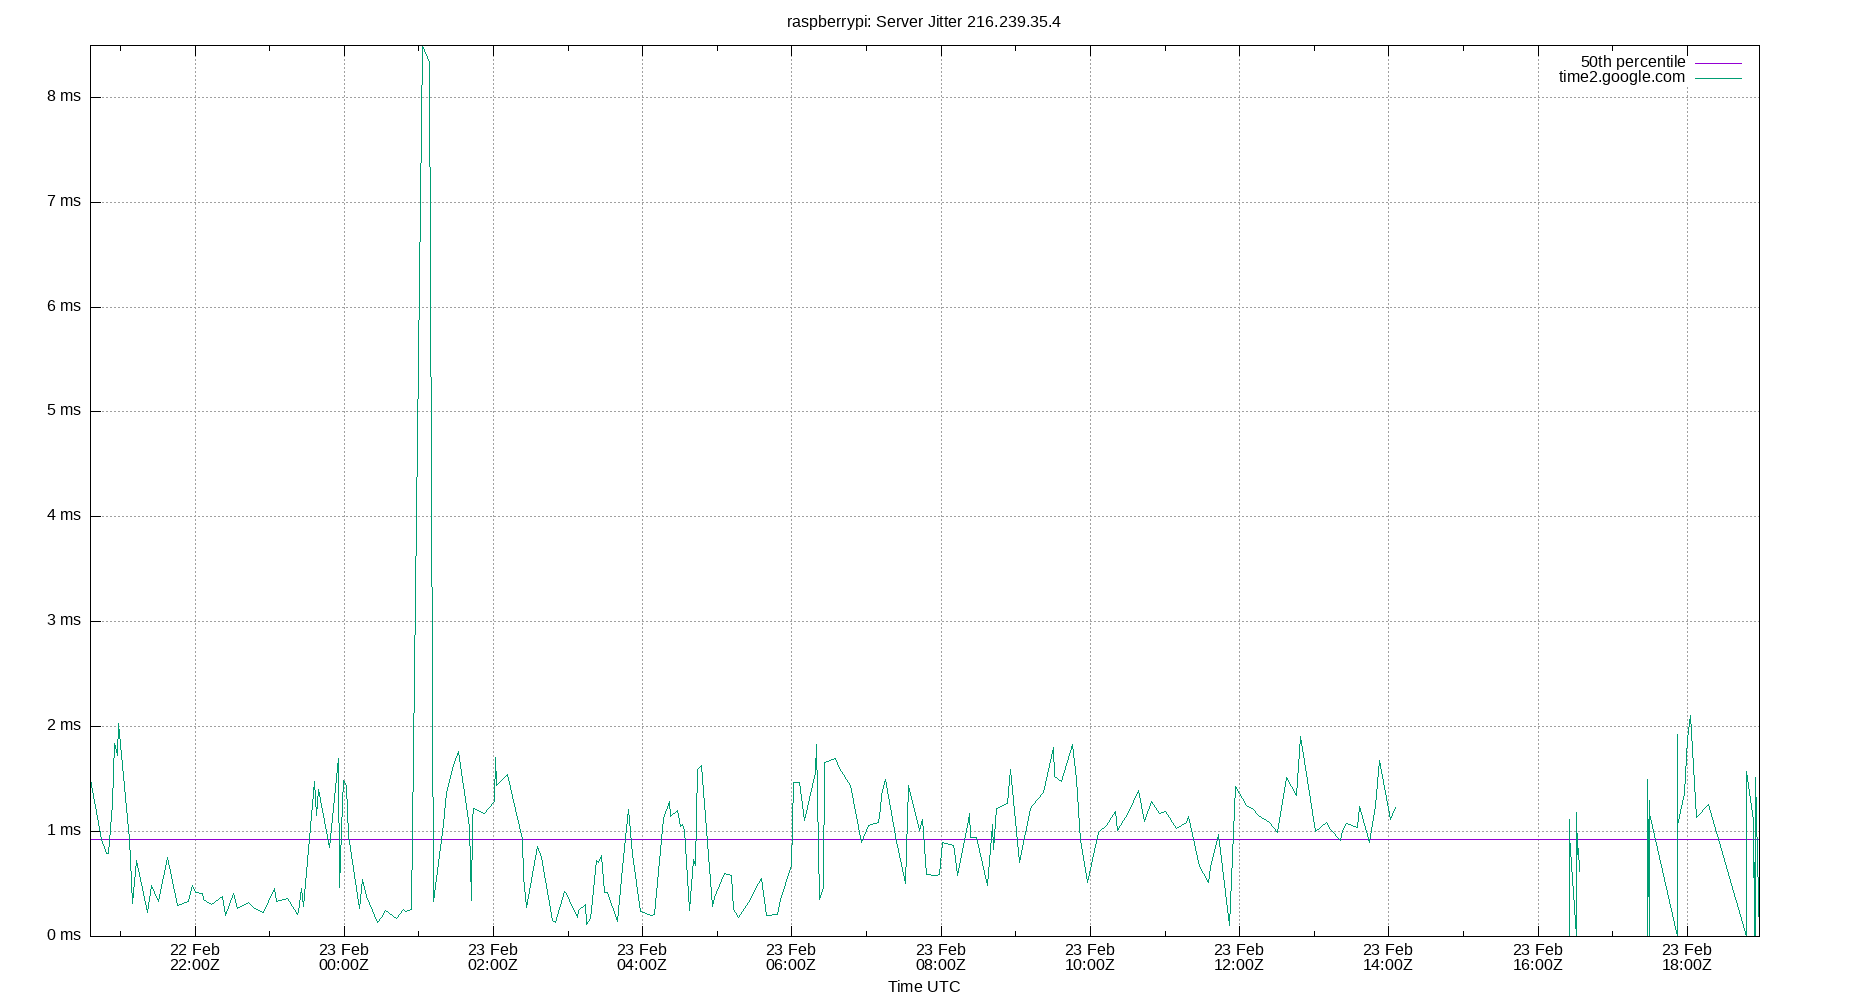 raspberrypi: Server Jitter 216.239.35.4
50th percentile
time2.google.com
8 ms
7 ms
6 ms
5 ms
4 ms
3 ms
2 ms
1 ms
0 ms
22 Feb 23 Feb 23 Feb 23 Feb 23 Feb 23 Feb 23 Feb 23 Feb 23 Feb 23 Feb 23 Feb
22:00Z 00:00Z 02:00Z 04:00Z 06:00Z 08:00Z 10:00Z 12:00Z 14:00Z 16:00Z 18:00Z
Time UTC